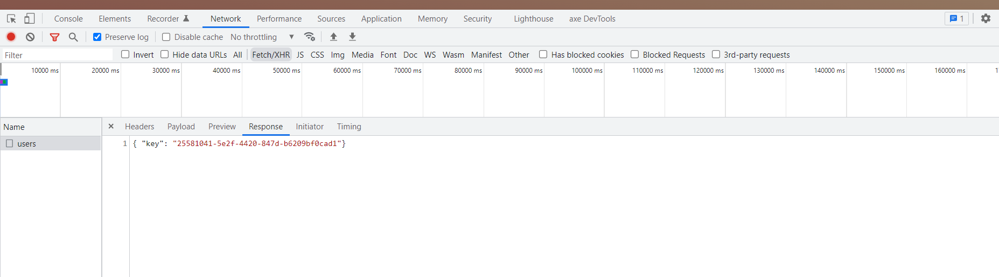 Console Elements Recorder Network Performance Sources Application Memory Security Lighthouse axe DevTools 1
Preserve log Disable cache No throttling
Filter Invert Hide data URLs All Fetch/XHR JS CSS Img Media Font Doc WS Wasm Manifest Other Has blocked cookies Blocked Requests 3rd-party requests
10000 ms 20000 ms 30000 ms 40000 ms 50000 ms 60000 ms 70000 ms 80000 ms 90000 ms 100000 ms 110000 ms 120000 ms 130000 ms 140000 ms 150000 ms 160000 ms
Name Headers Payload Preview Response Initiator Timing
users 1 { "key": "25581041-5e2f-4420-847d-b6209bf0cad1"}